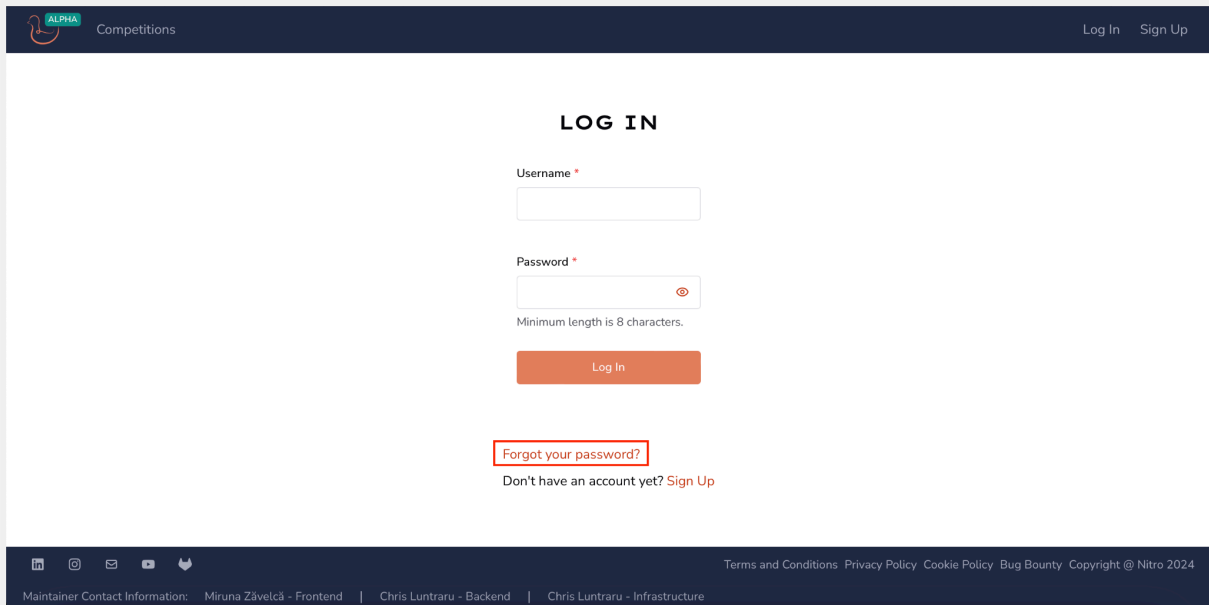 ALPHA
Competitions
Log In Sign Up
LOG IN
Username *
Password *
Minimum length is 8 characters.
Log In
Forgot your password?
Don't have an account yet? Sign Up
Terms and Conditions Privacy Policy Cookie Policy Bug Bounty Copyright @ Nitro 2024
Maintainer Contact Information: Miruna Zăvelcă - Frontend | Chris Luntraru - Backend | Chris Luntraru - Infrastructure